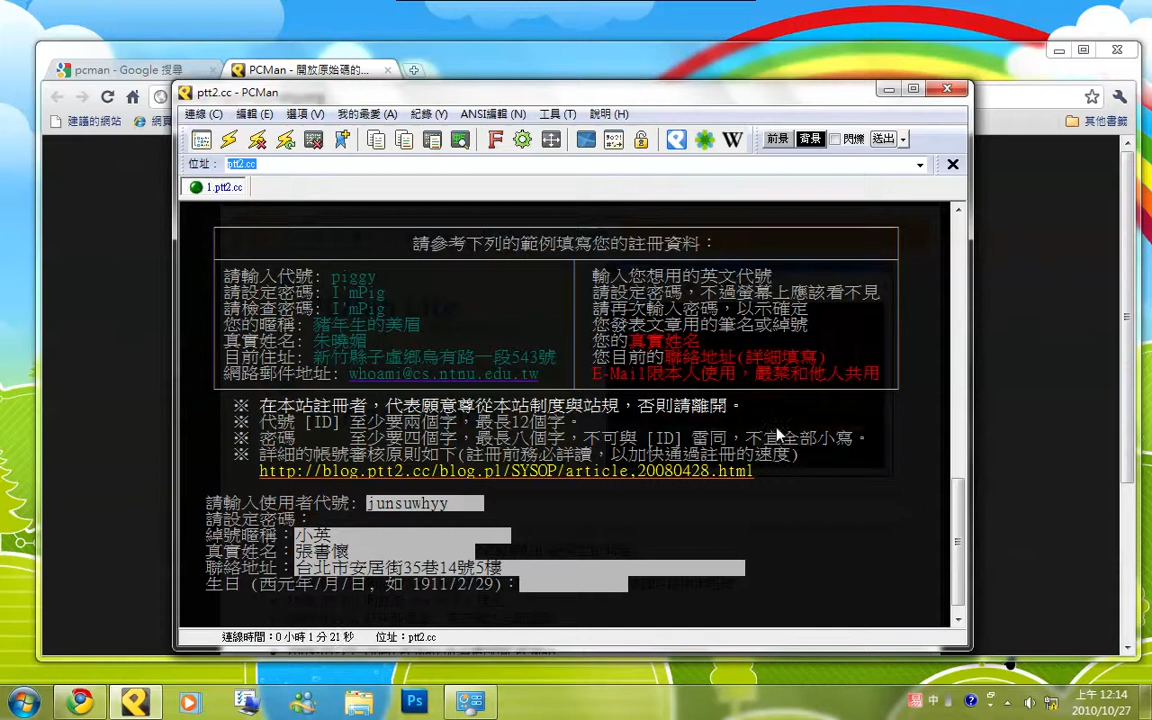 pcman - Google 搜尋
PCMan - 開放原始碼的...
建議的網站
其他書籤
ptt2.cc - PCMan
連線 (C) 編輯 (E) 選項 (V) 我的最愛 (A) 紀錄 (Y) ANSI編輯 (N) 工具 (T) 說明 (H)
F W 前景 背景 閃爍 送出
位址： ptt2.cc
1.ptt2.cc
請參考下列的範例填寫您的註冊資料：
請輸入代號: piggy 輸入您想用的英文代號
請設定密碼: I'mPig 請設定密碼，不過螢幕上應該看不見
請檢查密碼: I'mPig 請再次輸入密碼，以示確定
您的暱稱: 豬年生的美眉 您發表文章用的筆名或綽號
真實姓名: 朱曉媚 您的真實姓名
目前住址: 新竹縣子虛鄉烏有路一段543號 您目前的聯絡地址(詳細填寫)
網路郵件地址: whoami@cs.ntnu.edu.tw E-Mail限本人使用，嚴禁和他人共用
※ 在本站註冊者，代表願意尊從本站制度與站規，否則請離開。
※ 代號 [ID] 至少要兩個字，最長12個字。
※ 密碼 至少要四個字，最長八個字，不可與 [ID] 雷同，不宜全部小寫。
※ 詳細的帳號審核原則如下(註冊前務必詳讀，以加快通過註冊的速度)
http://blog.ptt2.cc/blog.pl/SYSOP/article,20080428.html
請輸入使用者代號: junsuwhyy
請設定密碼：
綽號暱稱：小英
真實姓名：張書懷
聯絡地址：台北市安居街35巷14號5樓
生日 (西元年/月/日, 如 1911/2/29)：
連線時間：0 小時 1 分 21 秒 位址：ptt2.cc
Ps
中
上午 12:14
2010/10/27